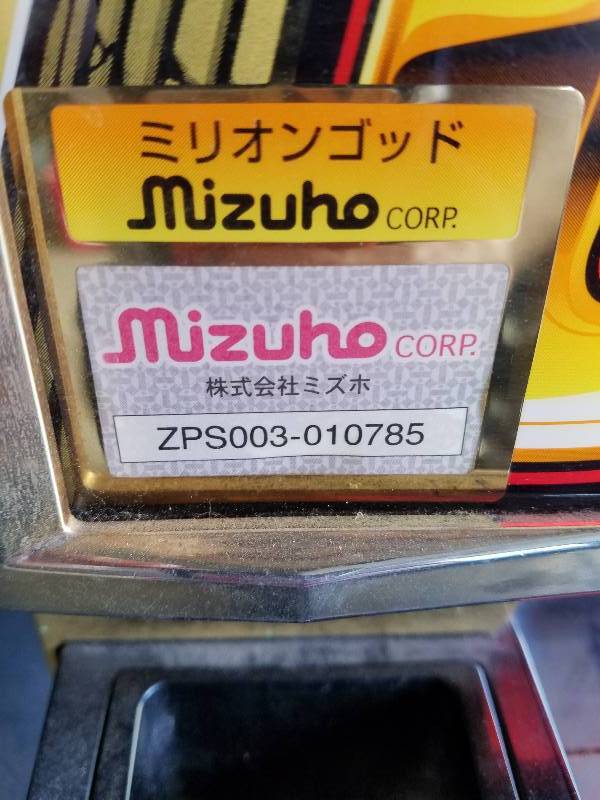 ミリオンゴッド
Mizuho CORP.
Mizuho CORP.
株式会社ミズホ
ZPS003-010785